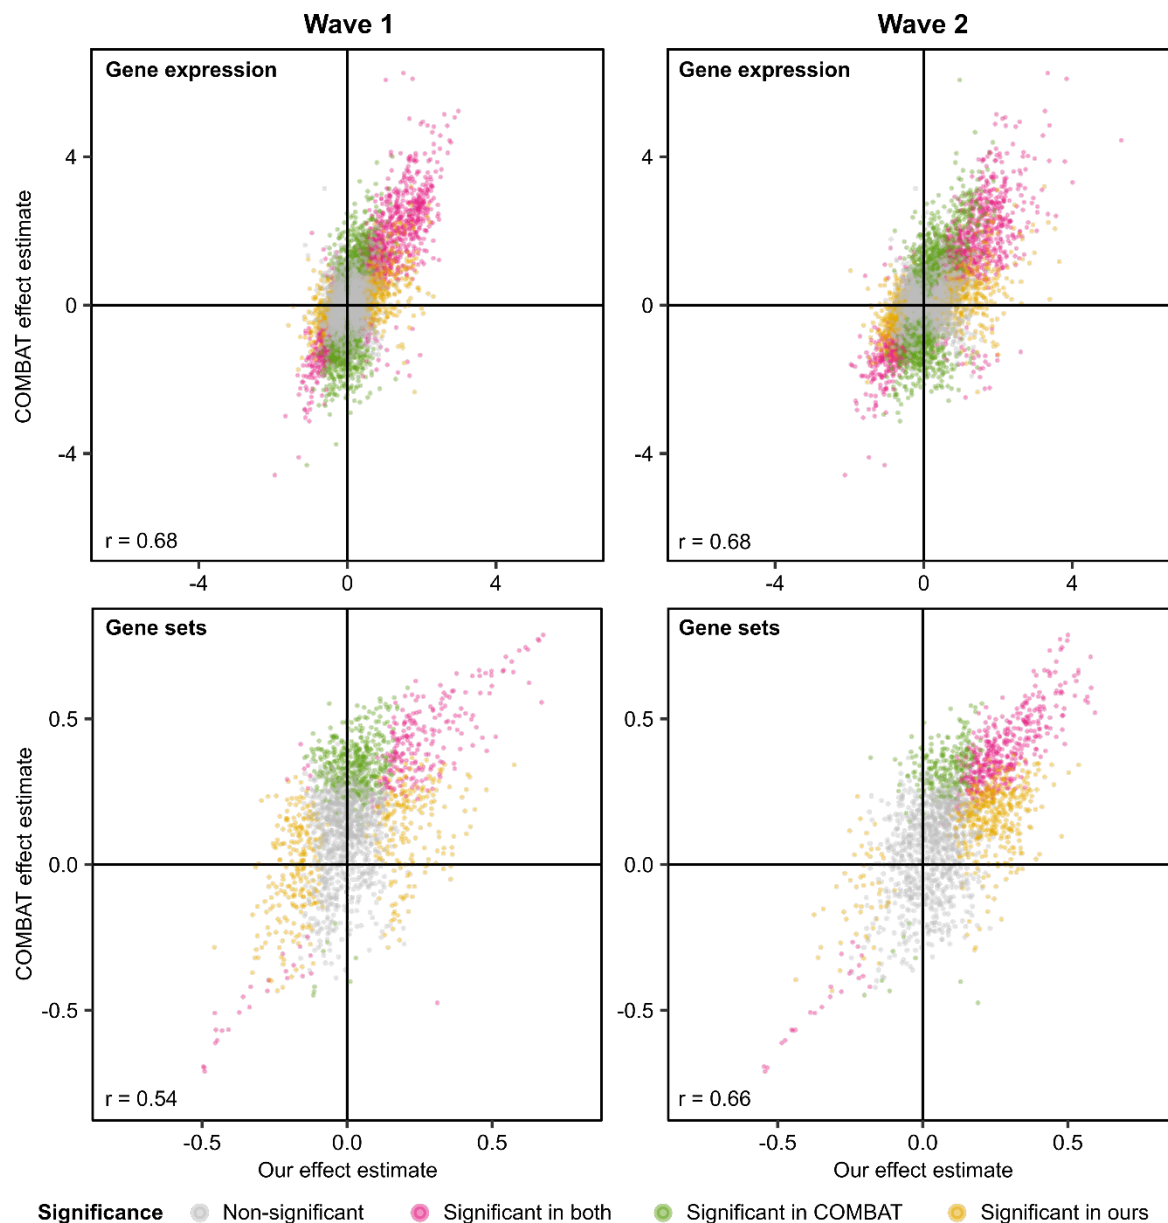 Wave 1
Wave 2
Gene expression
Gene expression
COMBAT effect estimate
4
0
-4
4
0
-4
r = 0.68
r = 0.68
-4 0 4
-4 0 4
Gene sets
Gene sets
COMBAT effect estimate
COMBAT effect estimate
0.5
0.0
-0.5
0.5
0.0
-0.5
r = 0.54
r = 0.66
-0.5 0.0 0.5
-0.5 0.0 0.5
Our effect estimate
Our effect estimate
Significance Non-significant Significant in both Significant in COMBAT Significant in ours